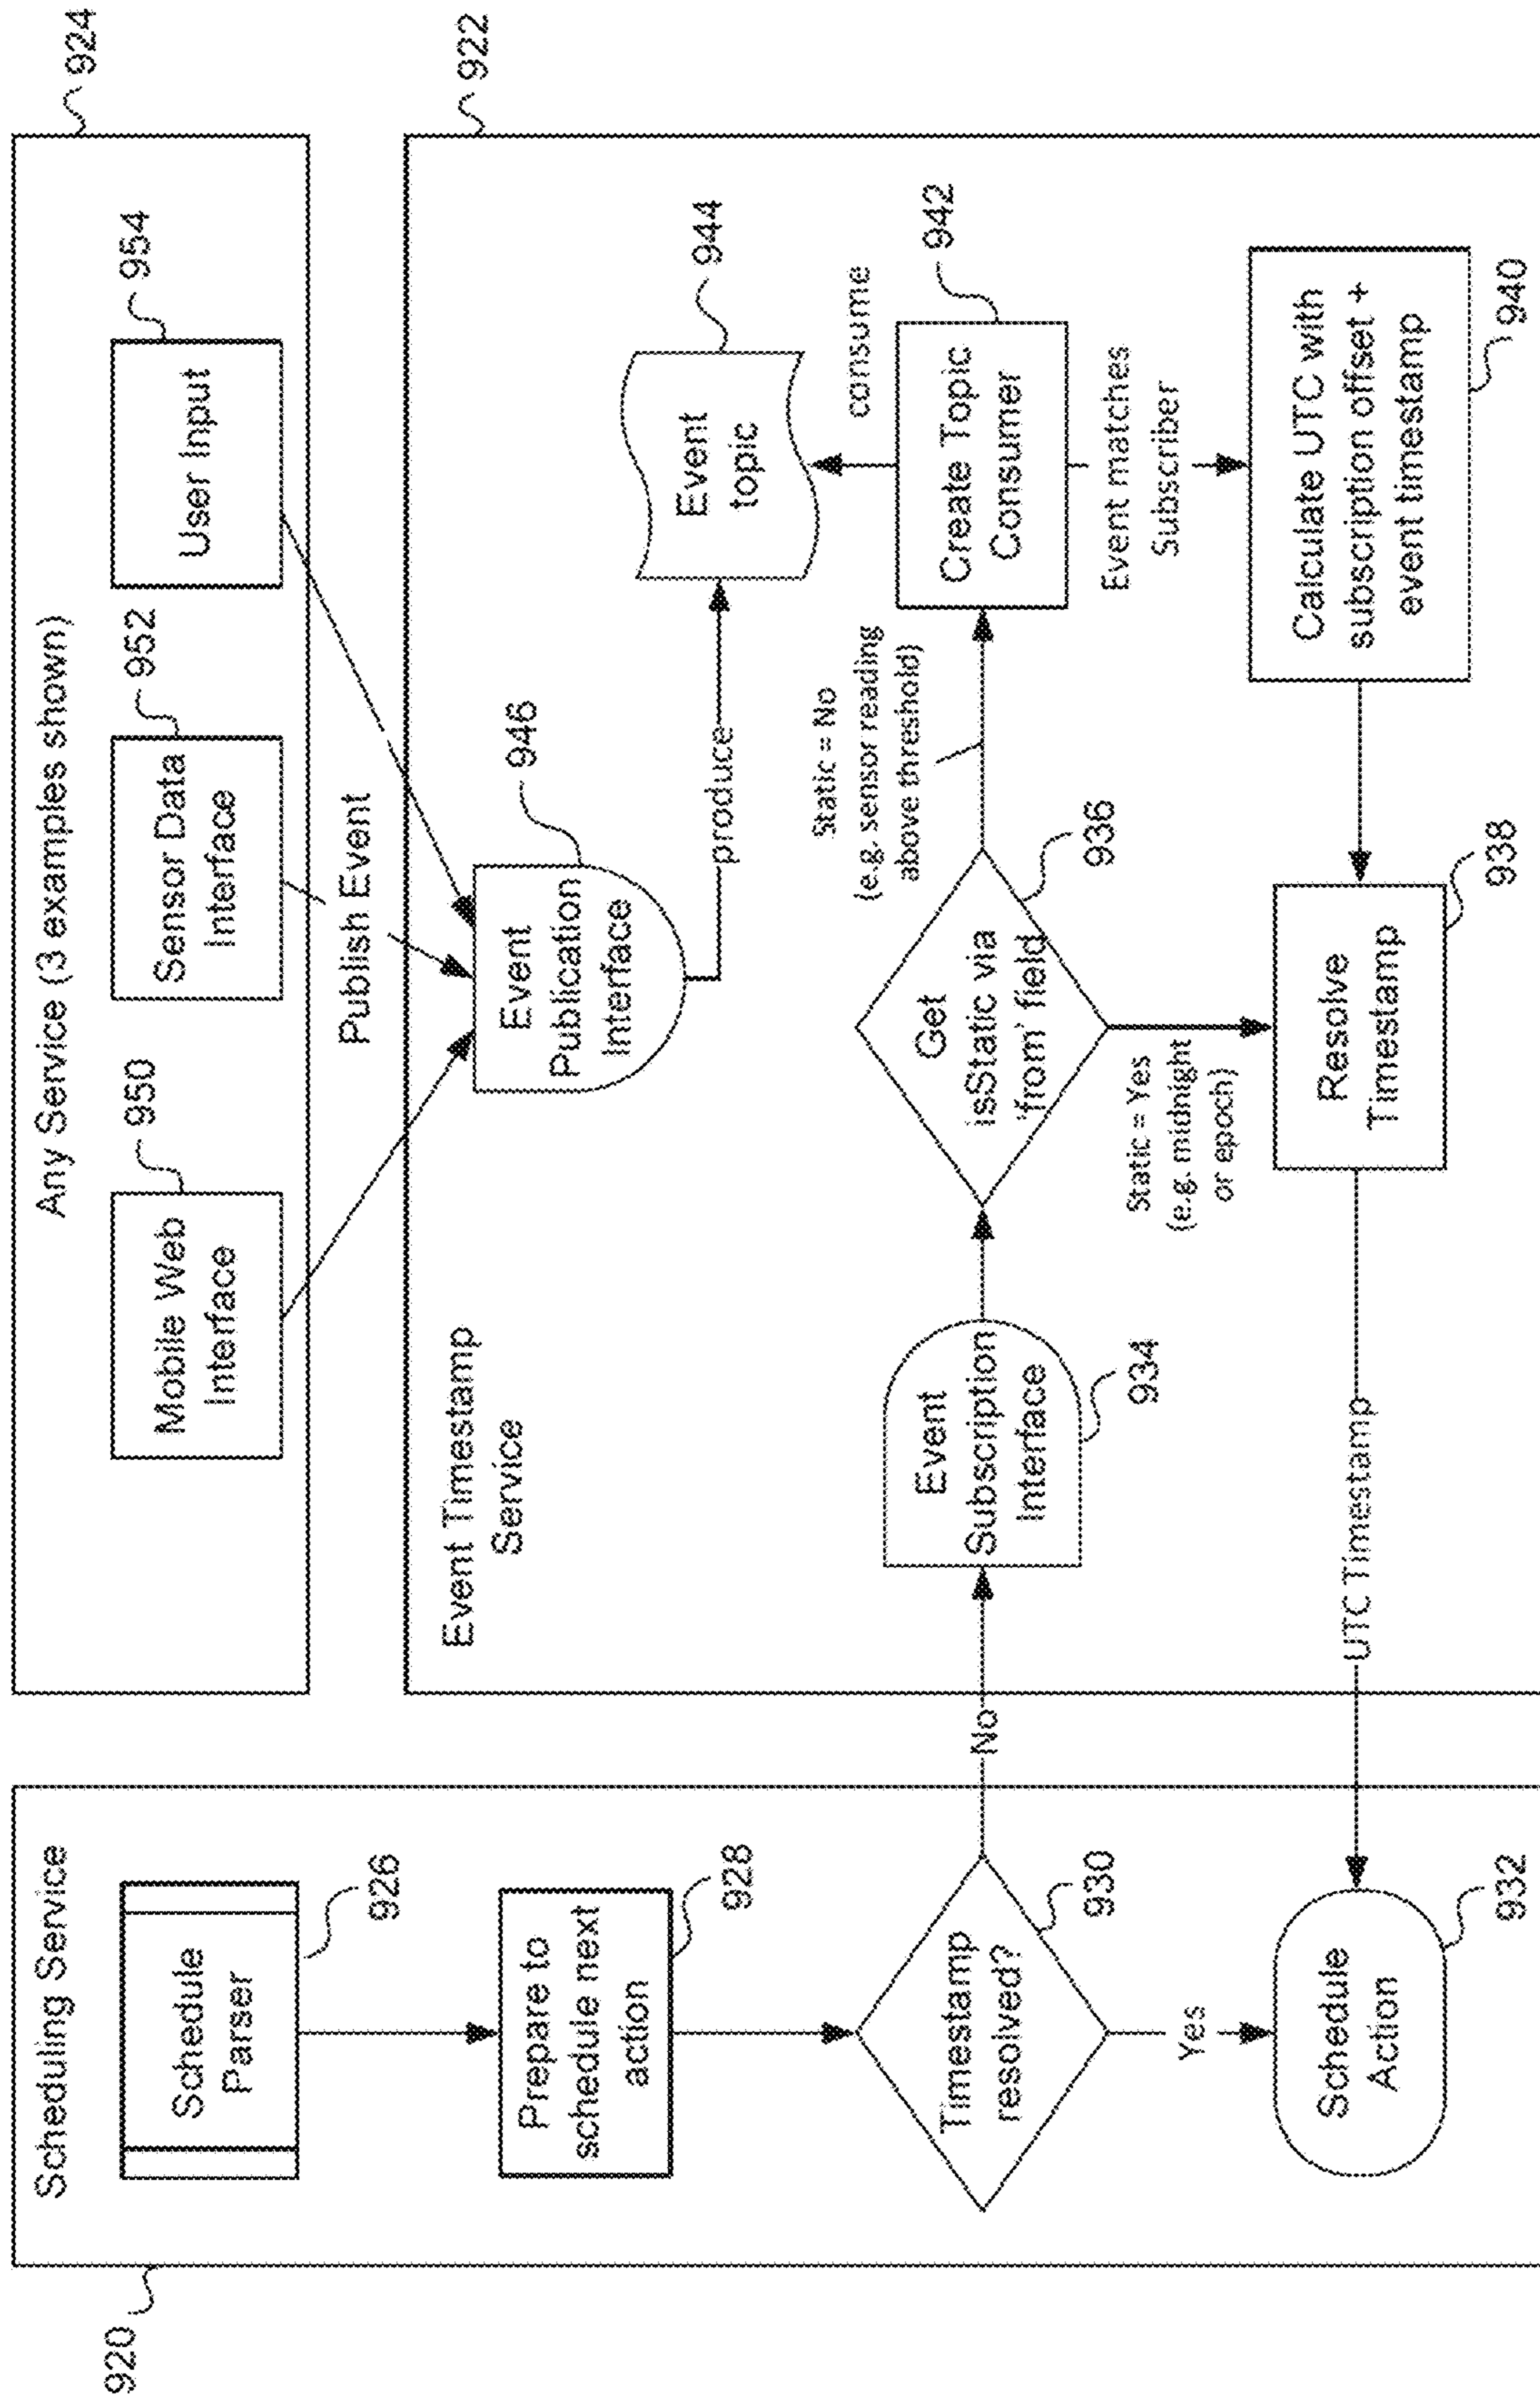 920
Scheduling Service
Schedule
Parser
926
Prepare to
schedule next
action
928
Timestamp
resolved?
930
No
Yes
Schedule
Action
932
Any Service (3 examples shown)
924
Mobile Web
Interface
950
Sensor Data
Interface
952
User Input
954
Publish Event
Event Timestamp
Service
922
Event
Publication
Interface
946
produce
Event
topic
944
consume
Event
Subscription
Interface
934
Get
isStatic via
'from' field
936
Static = No
(e.g. sensor reading
above threshold)
Create Topic
Consumer
942
Event matches
Subscriber
Static = Yes
(e.g. midnight
or epoch)
UTC Timestamp
Resolve
Timestamp
938
Calculate UTC with
subscription offset +
event timestamp
940